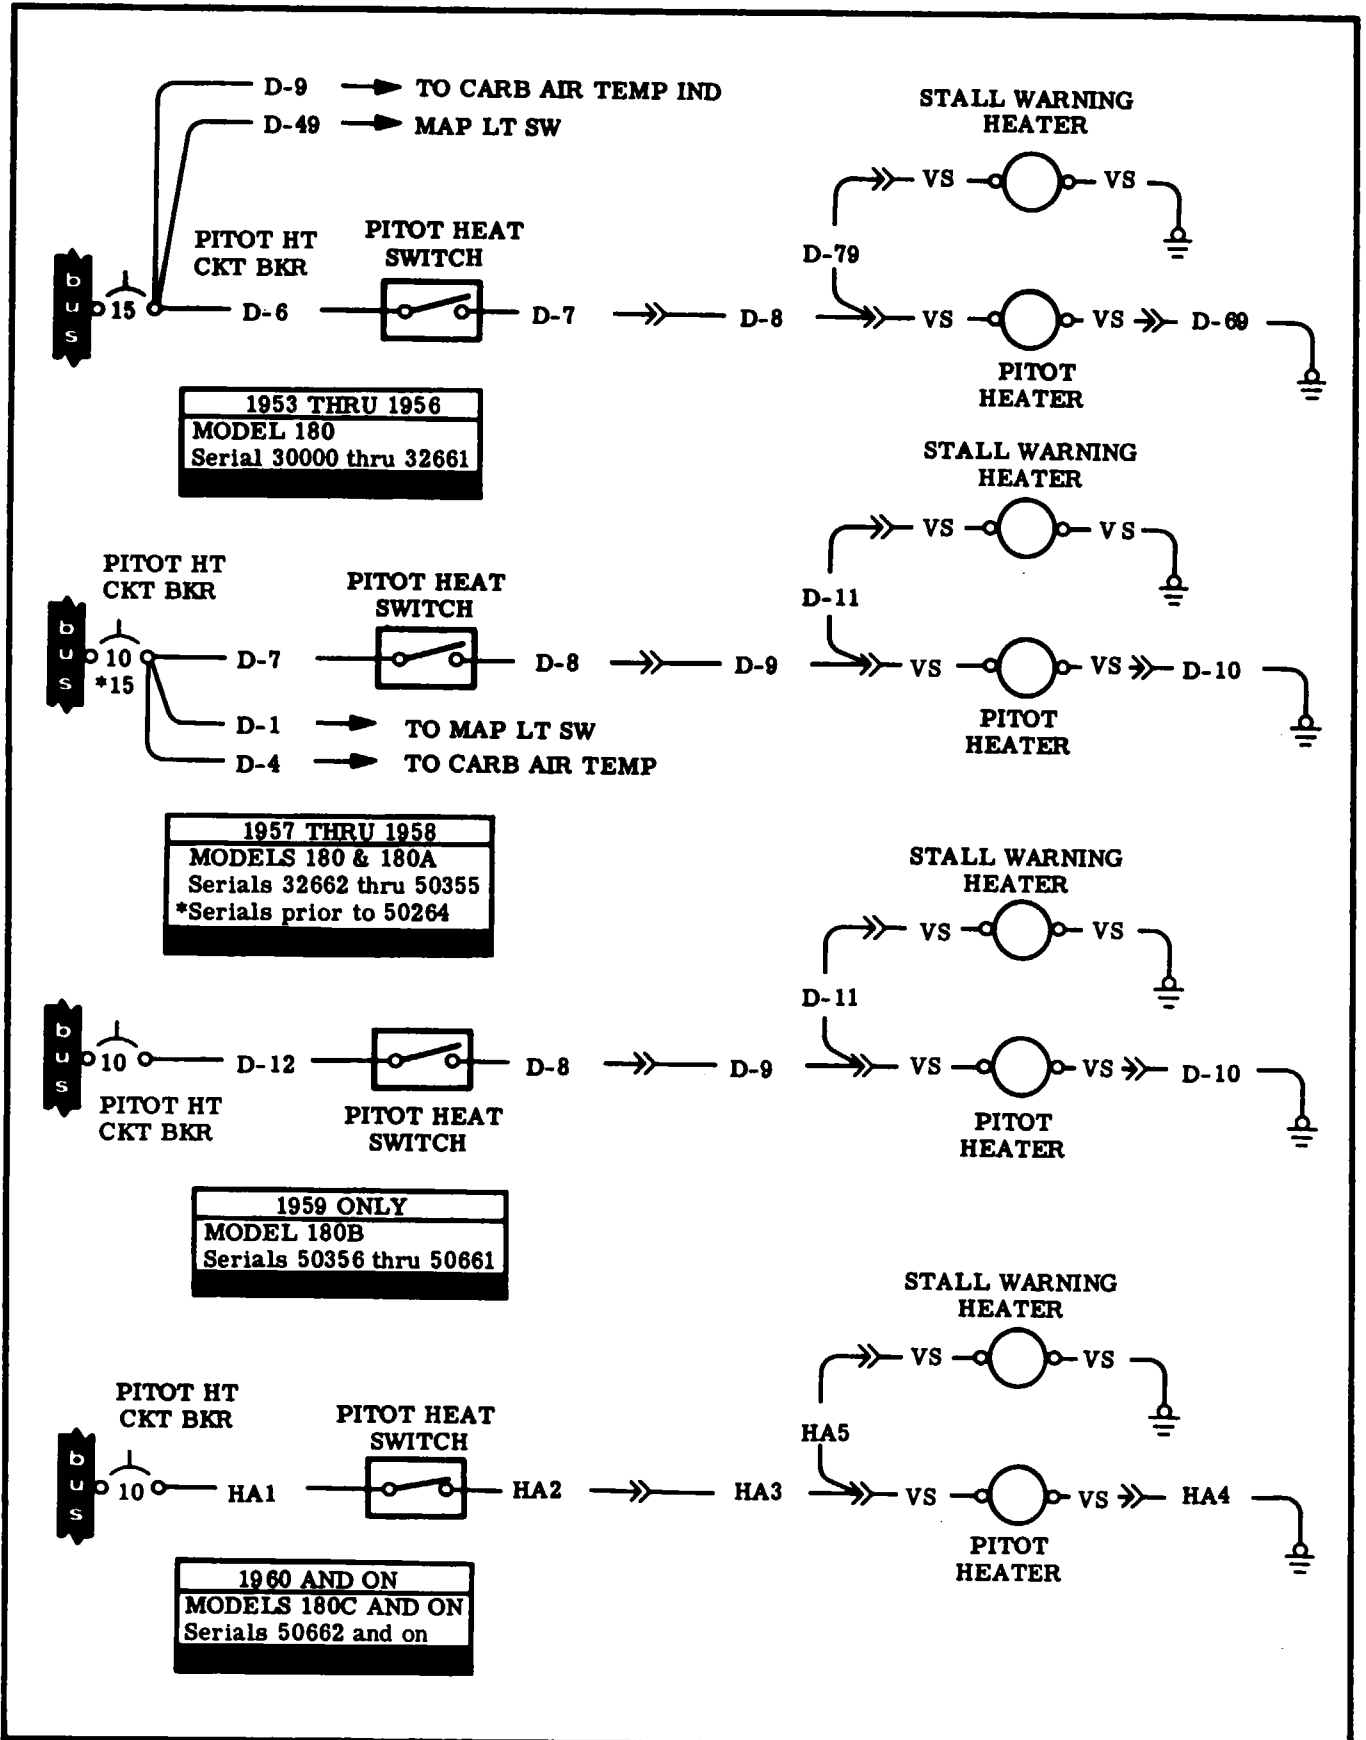 D-9 TO CARB AIR TEMP IND
D-49 MAP LT SW
STALL WARNING
HEATER
VS VS
PITOT HT
CKT BKR
PITOT HEAT
SWITCH
D-79
bus 15 D-6 D-7 D-8 VS VS D-69
PITOT
HEATER
1953 THRU 1956
MODEL 180
Serial 30000 thru 32661
STALL WARNING
HEATER
VS VS
PITOT HT
CKT BKR
PITOT HEAT
SWITCH
D-11
bus 10 D-7 D-8 D-9 VS VS D-10
*15
D-1 TO MAP LT SW
D-4 TO CARB AIR TEMP
PITOT
HEATER
1957 THRU 1958
MODELS 180 & 180A
Serials 32662 thru 50355
*Serials prior to 50264
STALL WARNING
HEATER
VS VS
D-11
bus 10 D-12 D-8 D-9 VS VS D-10
PITOT HT
CKT BKR
PITOT HEAT
SWITCH
PITOT
HEATER
1959 ONLY
MODEL 180B
Serials 50356 thru 50661
STALL WARNING
HEATER
VS VS
PITOT HT
CKT BKR
PITOT HEAT
SWITCH
HA5
bus 10 HA1 HA2 HA3 VS VS HA4
PITOT
HEATER
1960 AND ON
MODELS 180C AND ON
Serials 50662 and on